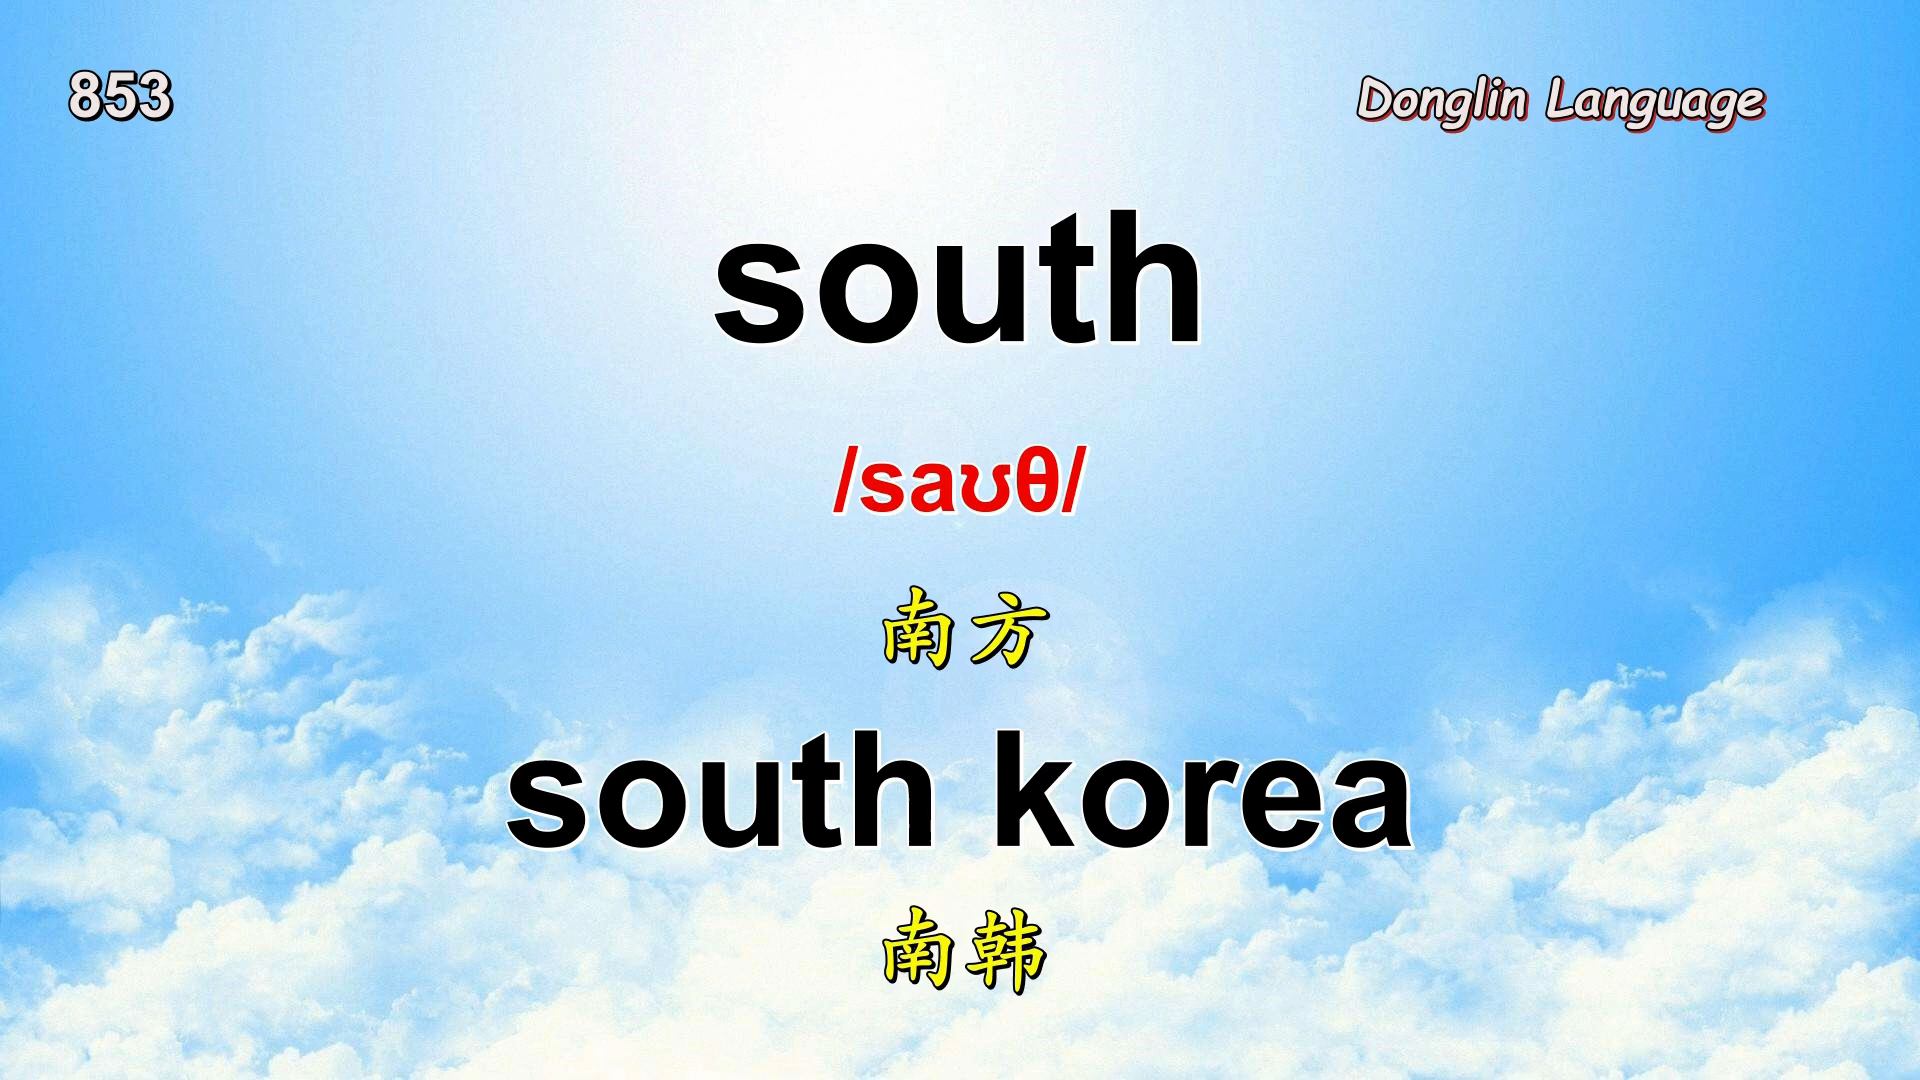 853
Donglin Language
south
/saʊθ/
南方
south korea
南韩